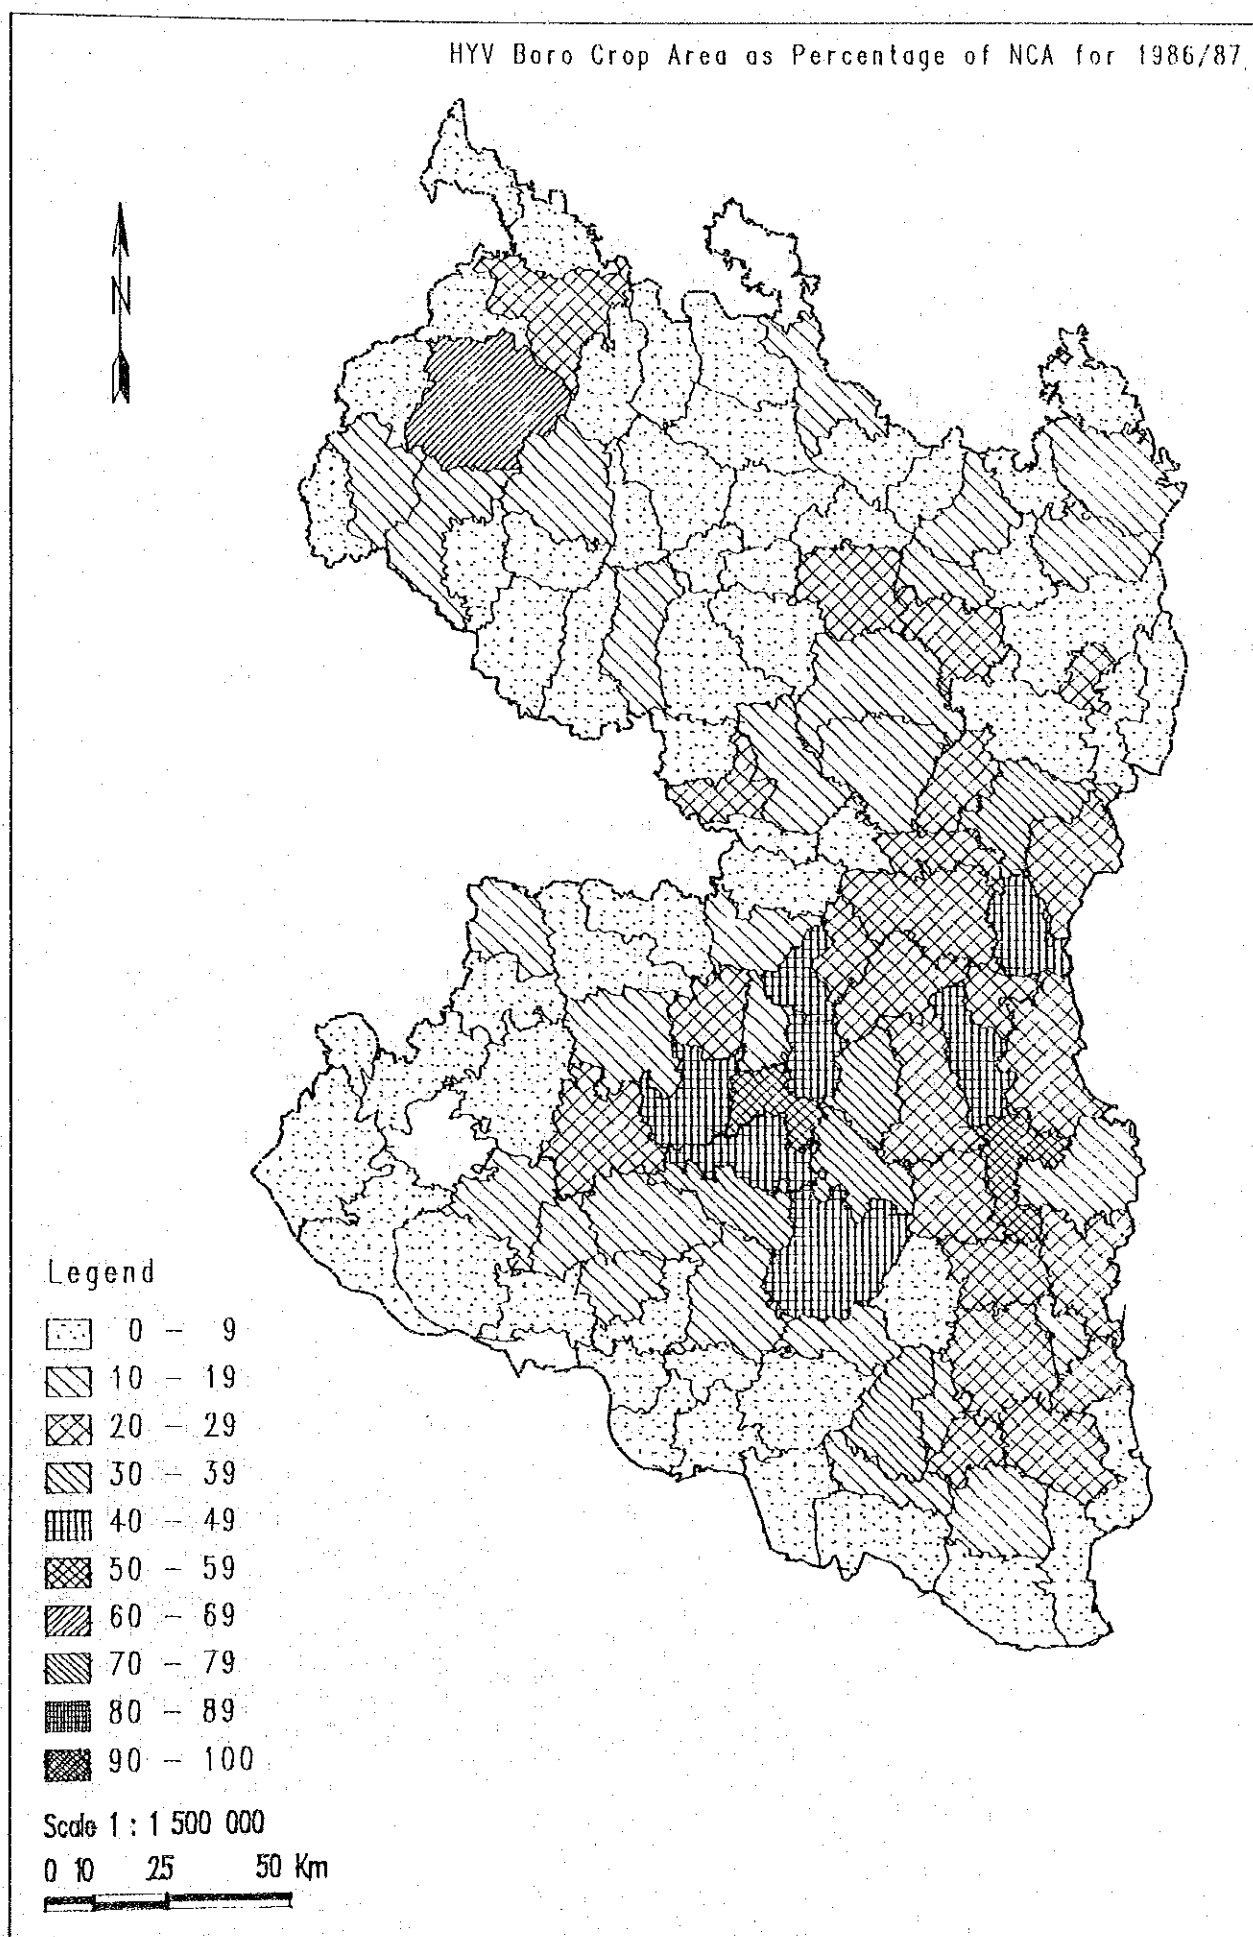 HYV Boro Crop Area as Percentage of NCA for 1986/87
N
Legend
0 - 9
10 - 19
20 - 29
30 - 39
40 - 49
50 - 59
60 - 69
70 - 79
80 - 89
90 - 100
Scale 1 : 1 500 000
0 10 25 50 Km